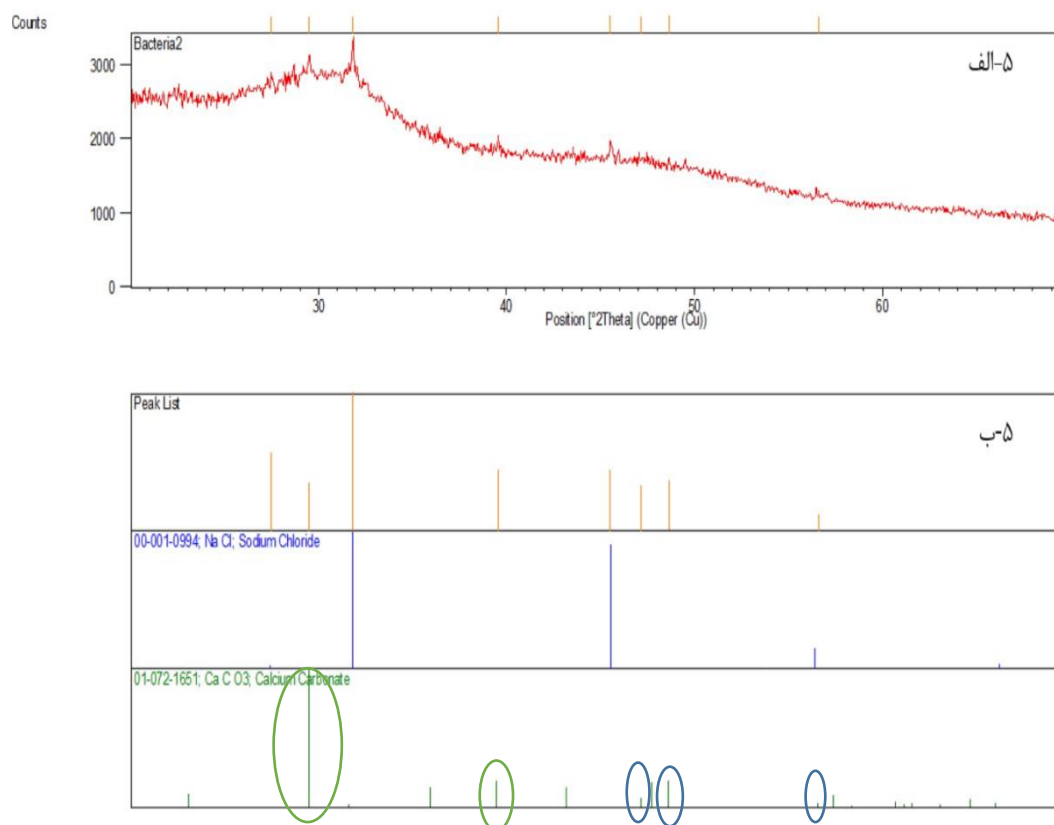 Counts
Bacteria2
۵-الف
3000
2000
1000
0
30 40 50 60
Position [°2Theta] (Copper (Cu))
Peak List
۵-ب
00-001-0994; Na Cl; Sodium Chloride
01-072-1651; Ca C O3; Calcium Carbonate